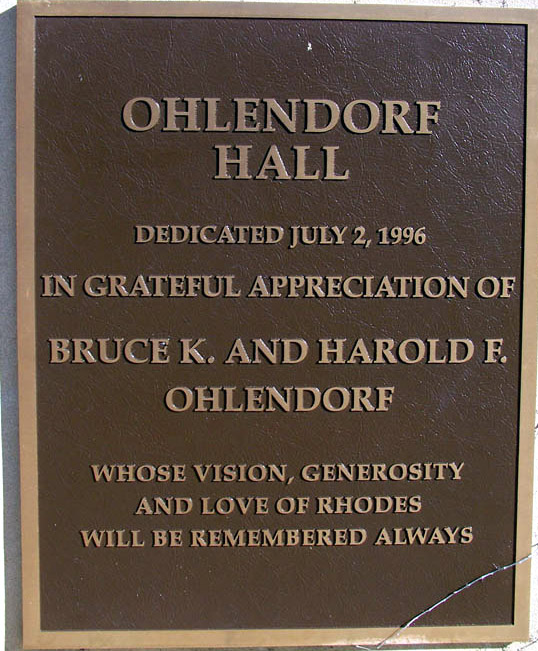 OHLENDORF
HALL
DEDICATED JULY 2, 1996
IN GRATEFUL APPRECIATION OF
BRUCE K. AND HAROLD F.
OHLENDORF
WHOSE VISION, GENEROSITY
AND LOVE OF RHODES
WILL BE REMEMBERED ALWAYS